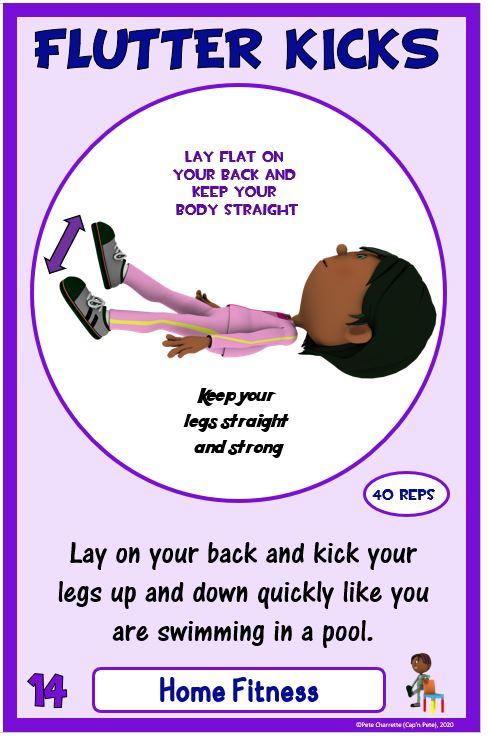 FLUTTER KICKS
LAY FLAT ON
YOUR BACK AND
KEEP YOUR
BODY STRAIGHT
Keep your
legs straight
and strong
40 REPS
Lay on your back and kick your
legs up and down quickly like you
are swimming in a pool.
14
Home Fitness
©Pete Charrette (Cap'n Pete), 2020